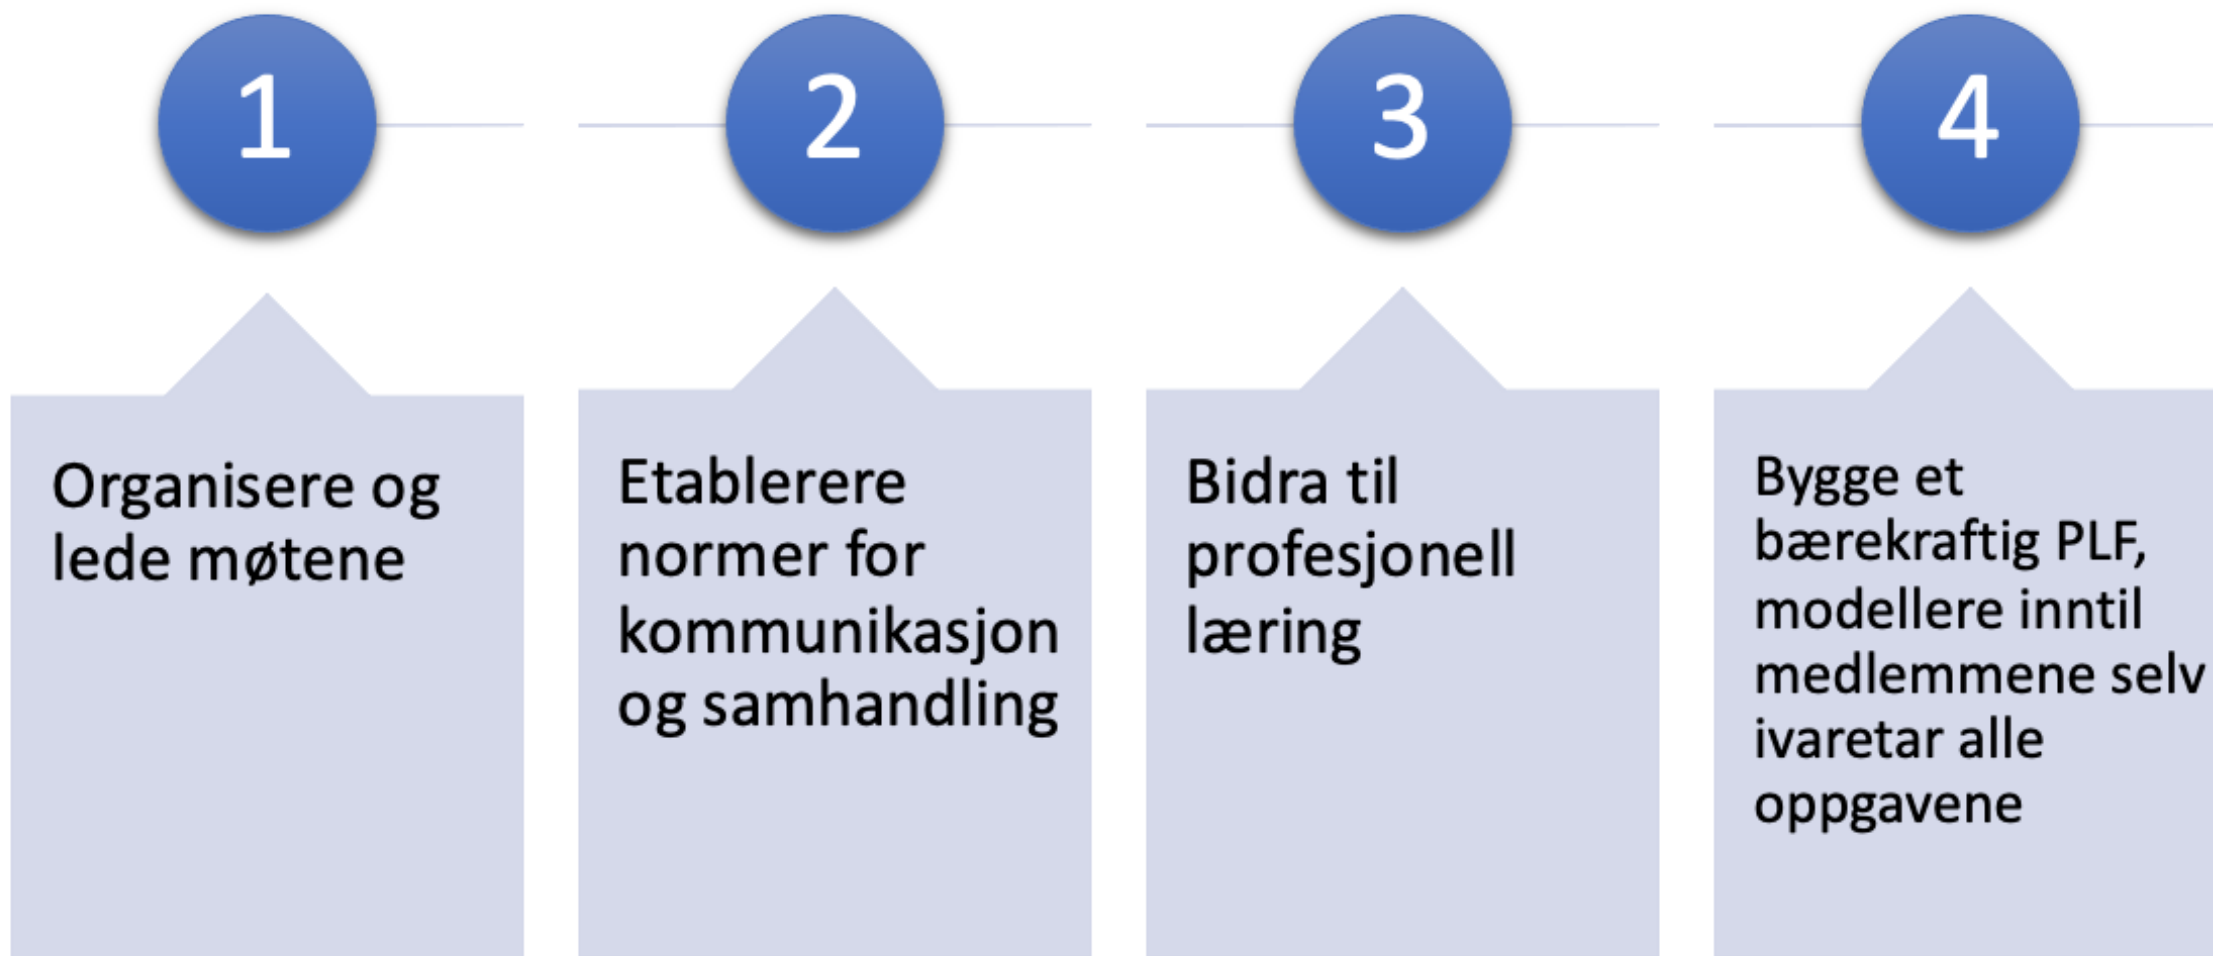 1
Organisere og
lede møtene
2
Etablerere
normer for
kommunikasjon
og samhandling
3
Bidra til
profesjonell
læring
4
Bygge et
bærekraftig PLF,
modellere inntil
medlemmene selv
ivaretar alle
oppgavene